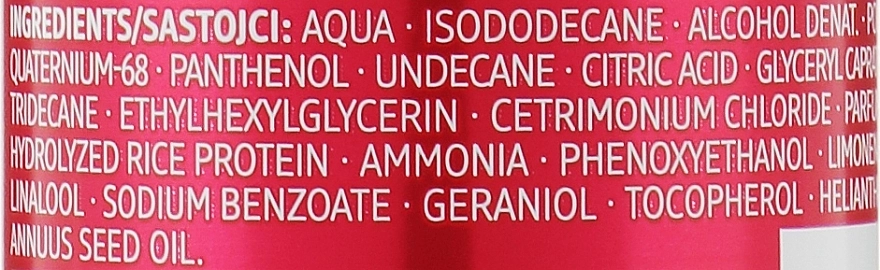 INGREDIENTS/SASTOJCI: AQUA · ISODODECANE · ALCOHOL DENAT. ·
QUATERNIUM-68 · PANTHENOL · UNDECANE · CITRIC ACID · GLYCERYL
TRIDECANE · ETHYLHEXYLGLYCERIN · CETRIMONIUM CHLORIDE ·
HYDROLYZED RICE PROTEIN · AMMONIA · PHENOXYETHANOL ·
LINALOOL · SODIUM BENZOATE · GERANIOL · TOCOPHEROL ·
ANNUUS SEED OIL.